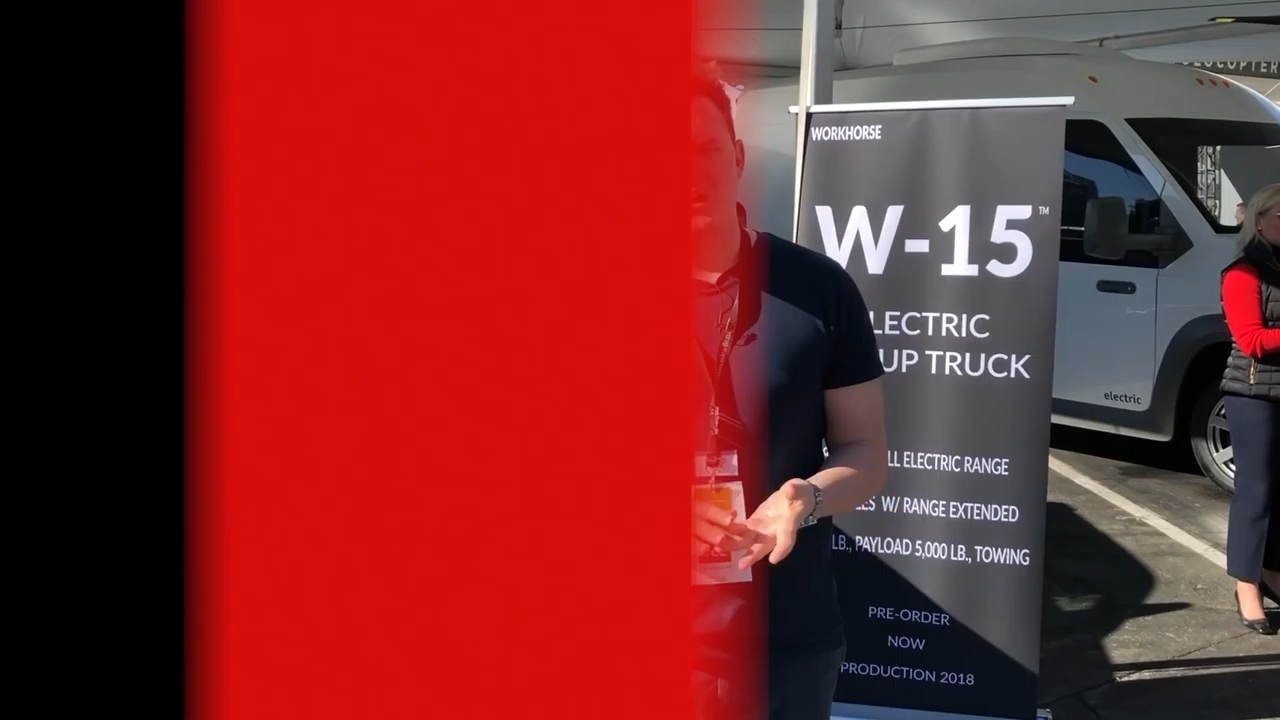 WORKHORSE
W-15™
LECTRIC
UP TRUCK
LL ELECTRIC RANGE
ES W/ RANGE EXTENDED
LB., PAYLOAD 5,000 LB., TOWING
PRE-ORDER
NOW
PRODUCTION 2018
electric
OCOPTER